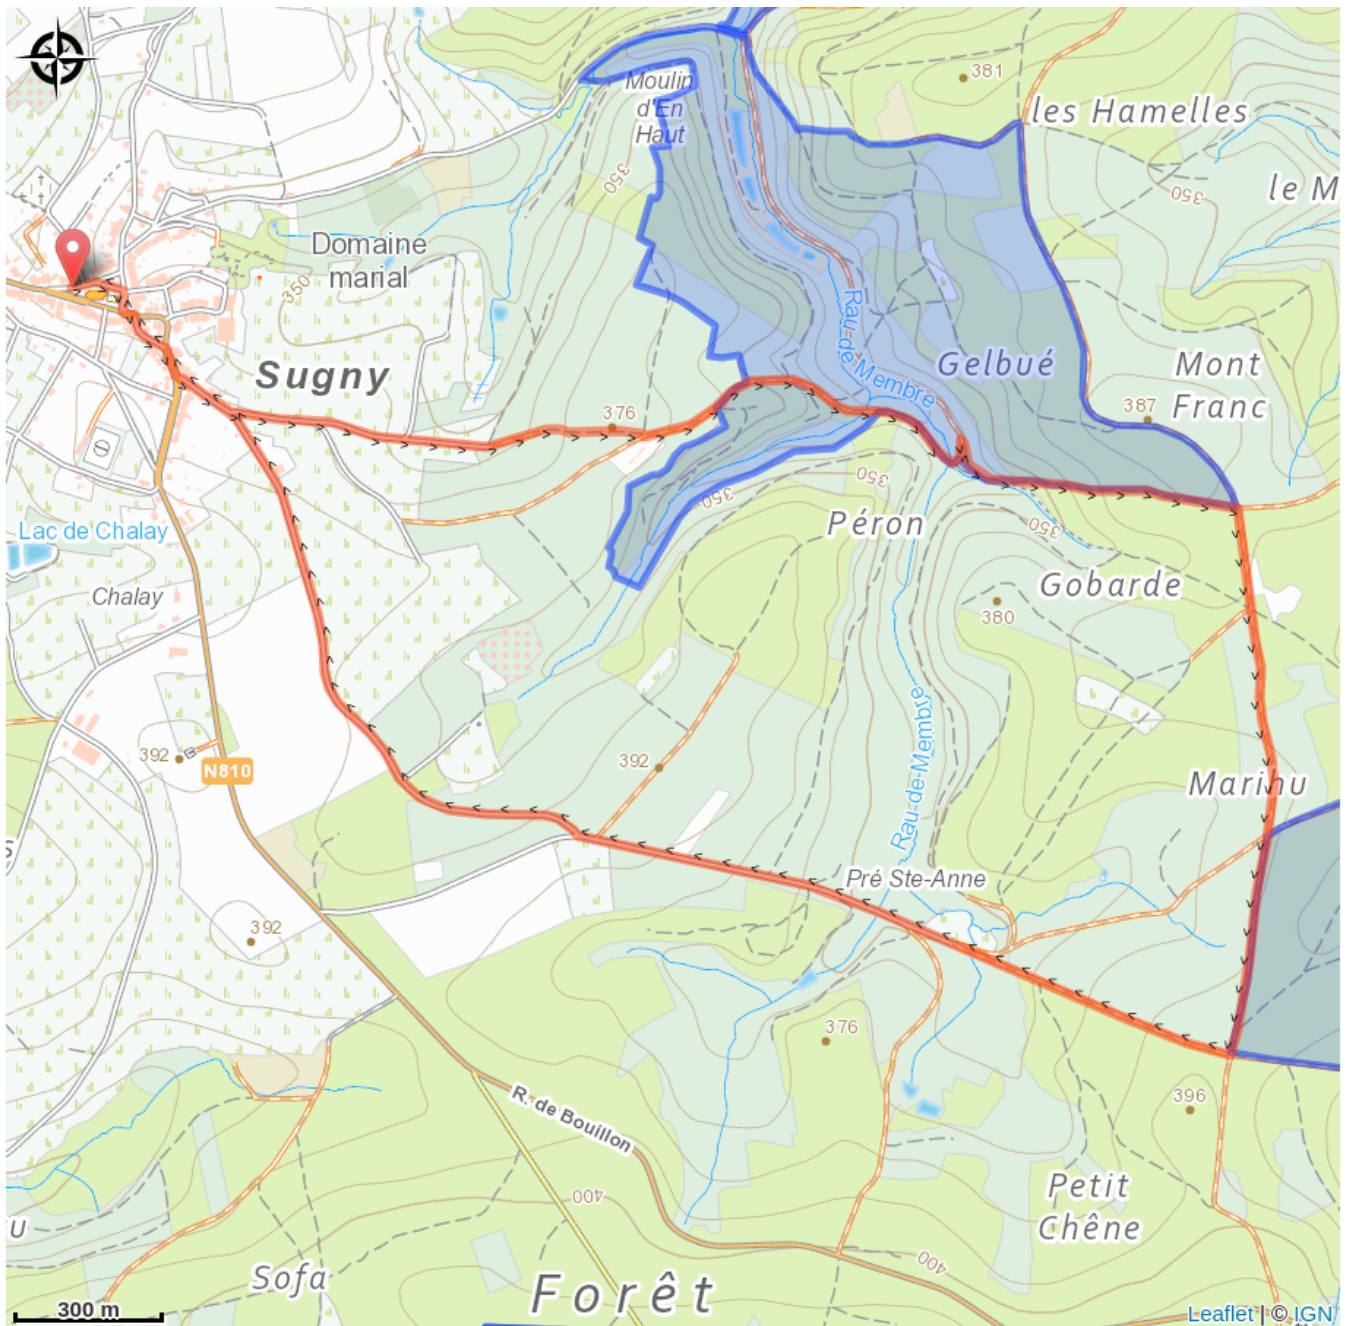 381
les Hamelles
Moulin
d'En
Haut
350
350
le M
Domaine
marial
350
Rau-de-Membre
Gelbué
Mont
Franc
Sugny
376
387
350
350
350
Péron
Lac de Chalay
Chalay
Gobarde
380
Rau-de-Membre
392
N810
392
Marihu
s
Pré Ste-Anne
392
376
R. de Bouillon
396
400
Petit
Chêne
u
400
Sofa
Forêt
300 m
Leaflet | © IGN